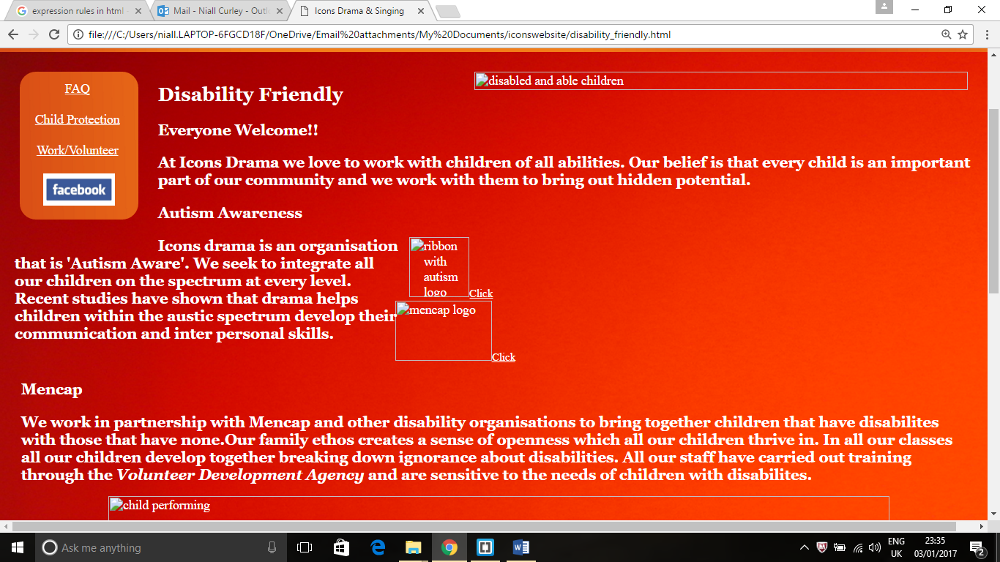 expression rules in html -
Mail - Niall Curley - Outl
Icons Drama & Singing
file:///C:/Users/niall.LAPTOP-6FGCD18F/OneDrive/Email%20attachments/My%20Documents/iconswebsite/disability_friendly.html
FAQ
Child Protection
Work/Volunteer
facebook
disabled and able children
Disability Friendly
Everyone Welcome!!
At Icons Drama we love to work with children of all abilities. Our belief is that every child is an important
part of our community and we work with them to bring out hidden potential.
Autism Awareness
Icons drama is an organisation
that is 'Autism Aware'. We seek to integrate all
our children on the spectrum at every level.
Recent studies have shown that drama helps
children within the austic spectrum develop their
communication and inter personal skills.
ribbon
with
autism
logo
Click
mencap logo
Click
Mencap
We work in partnership with Mencap and other disability organisations to bring together children that have disabilites
with those that have none.Our family ethos creates a sense of openness which all our children thrive in. In all our classes
all our children develop together breaking down ignorance about disabilities. All our staff have carried out training
through the Volunteer Development Agency and are sensitive to the needs of children with disabilites.
child performing
Ask me anything
ENG
UK
23:35
03/01/2017
2